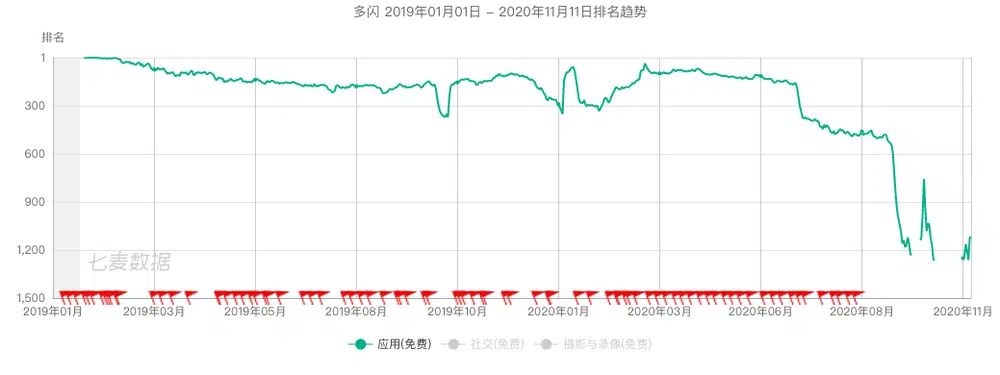 多闪 2019年01月01日 - 2020年11月11日排名趋势
排名
1
300
600
900
1,200
1,500
七麦数据
2019年01月 2019年03月 2019年05月 2019年08月 2019年10月 2020年01月 2020年03月 2020年06月 2020年08月 2020年11月
应用(免费) 社交(免费) 摄影与录像(免费)